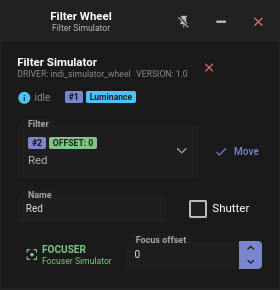 Filter Wheel
Filter Simulator
Filter Simulator
DRIVER: indi_simulator_wheel VERSION: 1.0
idle #1 Luminance
Filter
#2 OFFSET: 0
Red
Move
Name
Red
Shutter
FOCUSER
Focuser Simulator
Focus offset
0